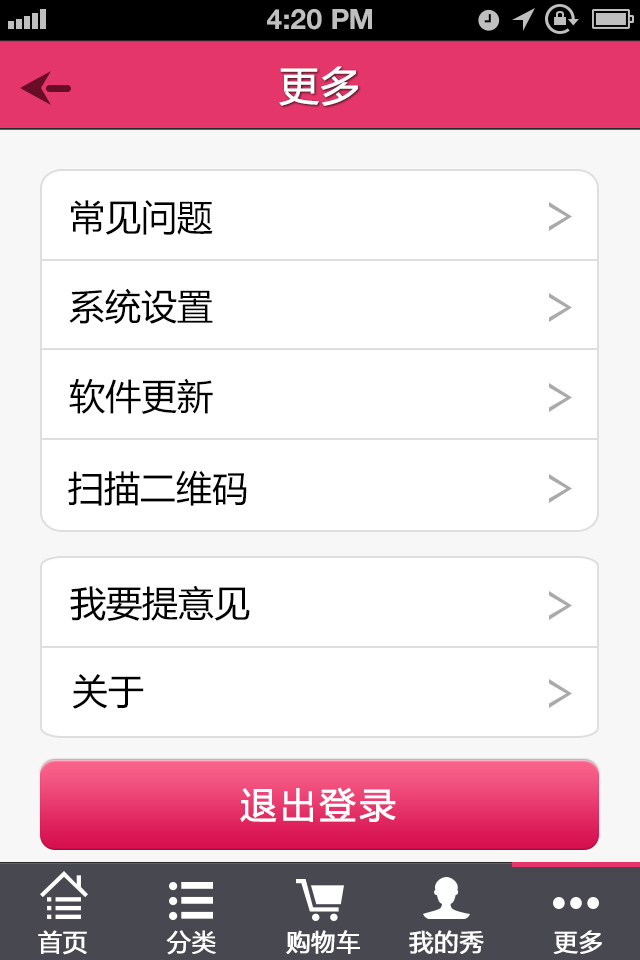 4:20 PM
更多
常见问题
系统设置
软件更新
扫描二维码
我要提意见
关于
退出登录
首页 分类 购物车 我的秀 更多